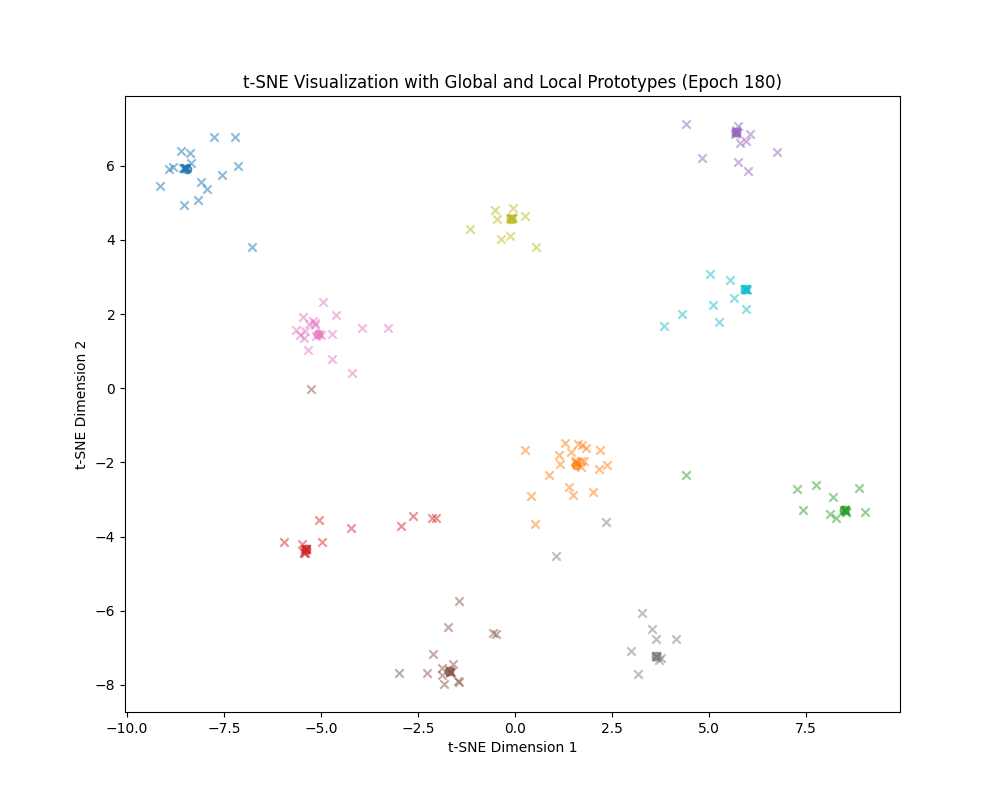 t-SNE Visualization with Global and Local Prototypes (Epoch 180)
t-SNE Dimension 2
6
4
2
0
−2
−4
−6
−8
−10.0 −7.5 −5.0 −2.5 0.0 2.5 5.0 7.5
t-SNE Dimension 1